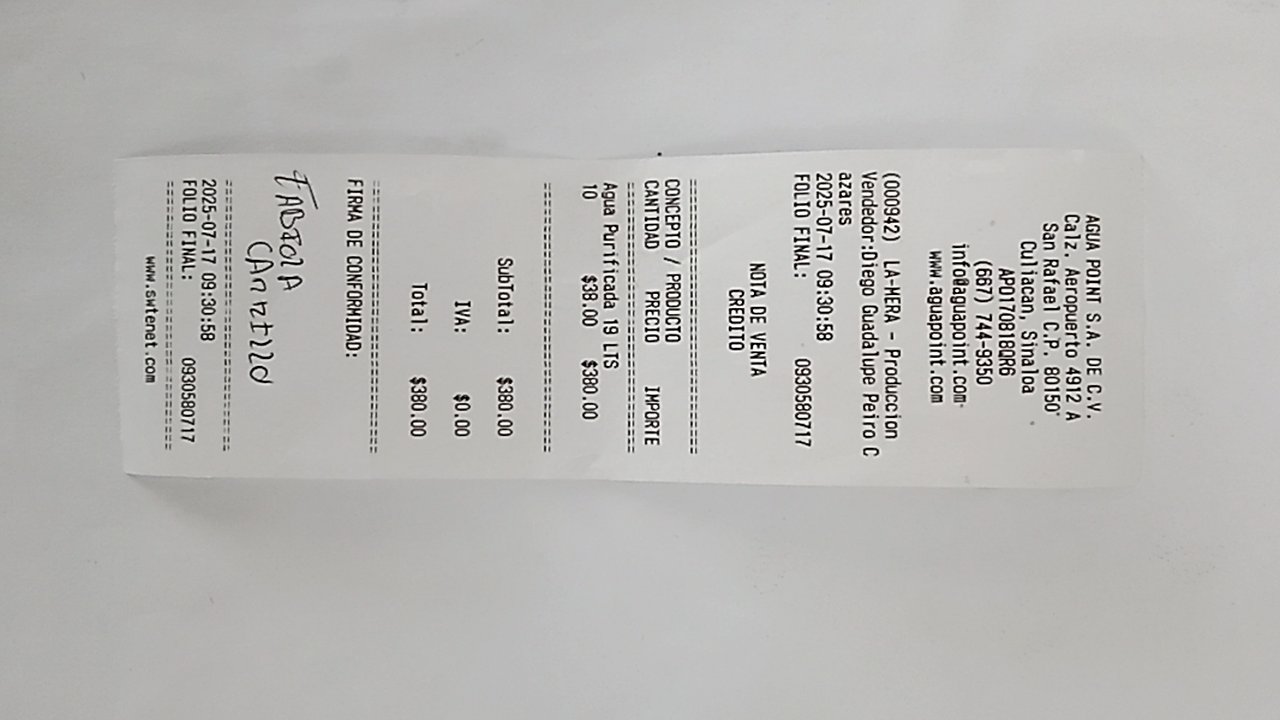 AGUA POINT S.A. DE C.V.
Calz. Aeropuerto 4912 A
San Rafael C.P. 80150
Culiacan, Sinaloa
APO170818QR6
(667) 744-9350
info@aguapoint.com
www.aguapoint.com
(000942) LA-MERA - Produccion
Vendedor:Diego Guadalupe Peiro C
azares
2025-07-17 09:30:58
FOLIO FINAL: 0930580717
NOTA DE VENTA
CREDITO
================================
CONCEPTO / PRODUCTO
CANTIDAD PRECIO IMPORTE
================================
Agua Purificada 19 LTS
10 $38.00 $380.00
================================
SubTotal: $380.00
IVA: $0.00
Total: $380.00
================================
FIRMA DE CONFORMIDAD:
FABIOLA
CArrILLO
================================
2025-07-17 09:30:58
FOLIO FINAL: 0930580717
================================
www.swtenet.com